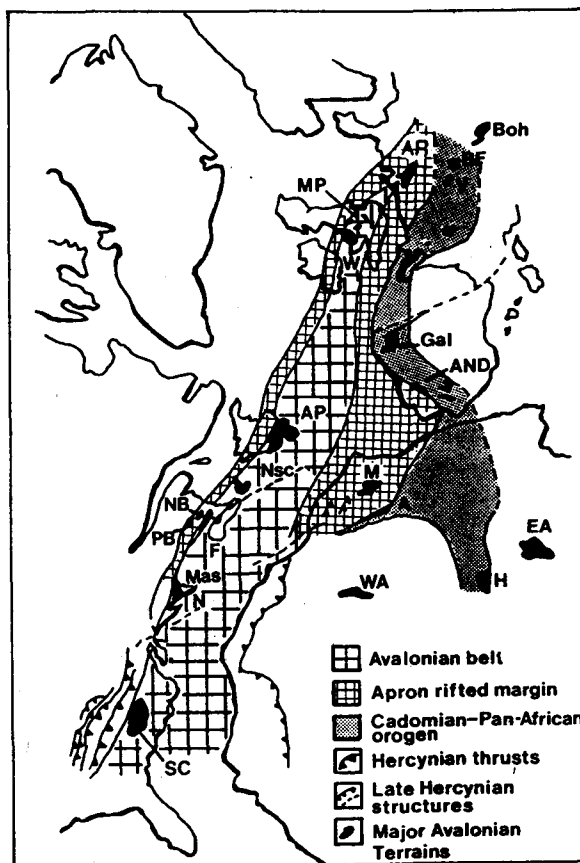 Boh
AR
BF
MP
W
Gal
AND
AP
Nsc
M
NB
PB
F
EA
Mas
WA
H
N
SC
Avalonian belt
Apron rifted margin
Cadomian-Pan-African
orogen
Hercynian thrusts
Late Hercynian
structures
Major Avalonian
Terrains